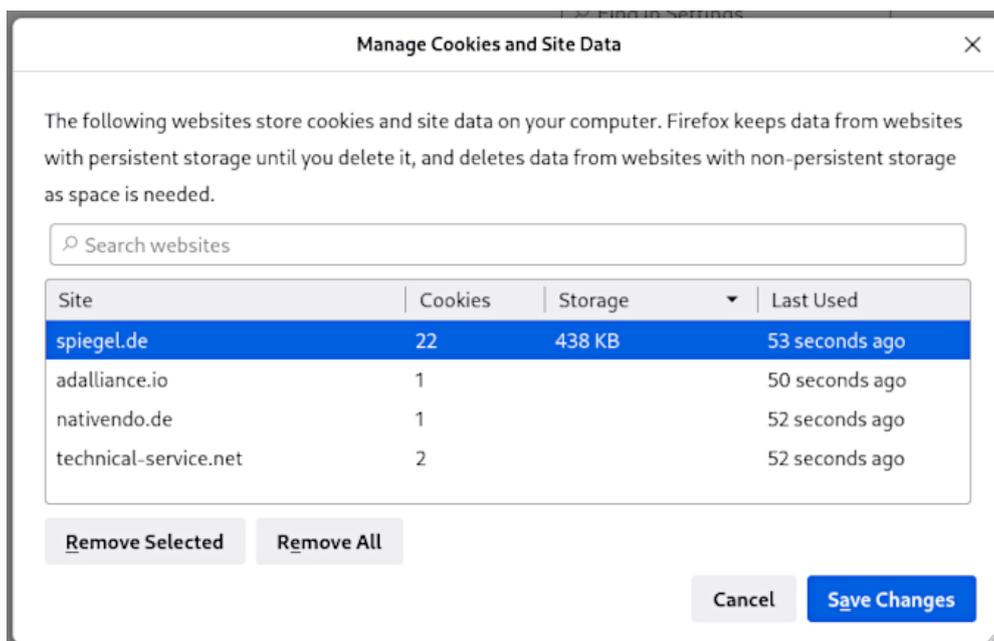 Find in Settings
Manage Cookies and Site Data
The following websites store cookies and site data on your computer. Firefox keeps data from websites
with persistent storage until you delete it, and deletes data from websites with non-persistent storage
as space is needed.
Search websites
Site Cookies Storage Last Used
spiegel.de 22 438 KB 53 seconds ago
adalliance.io 1 50 seconds ago
nativendo.de 1 52 seconds ago
technical-service.net 2 52 seconds ago
Remove Selected Remove All
Cancel Save Changes